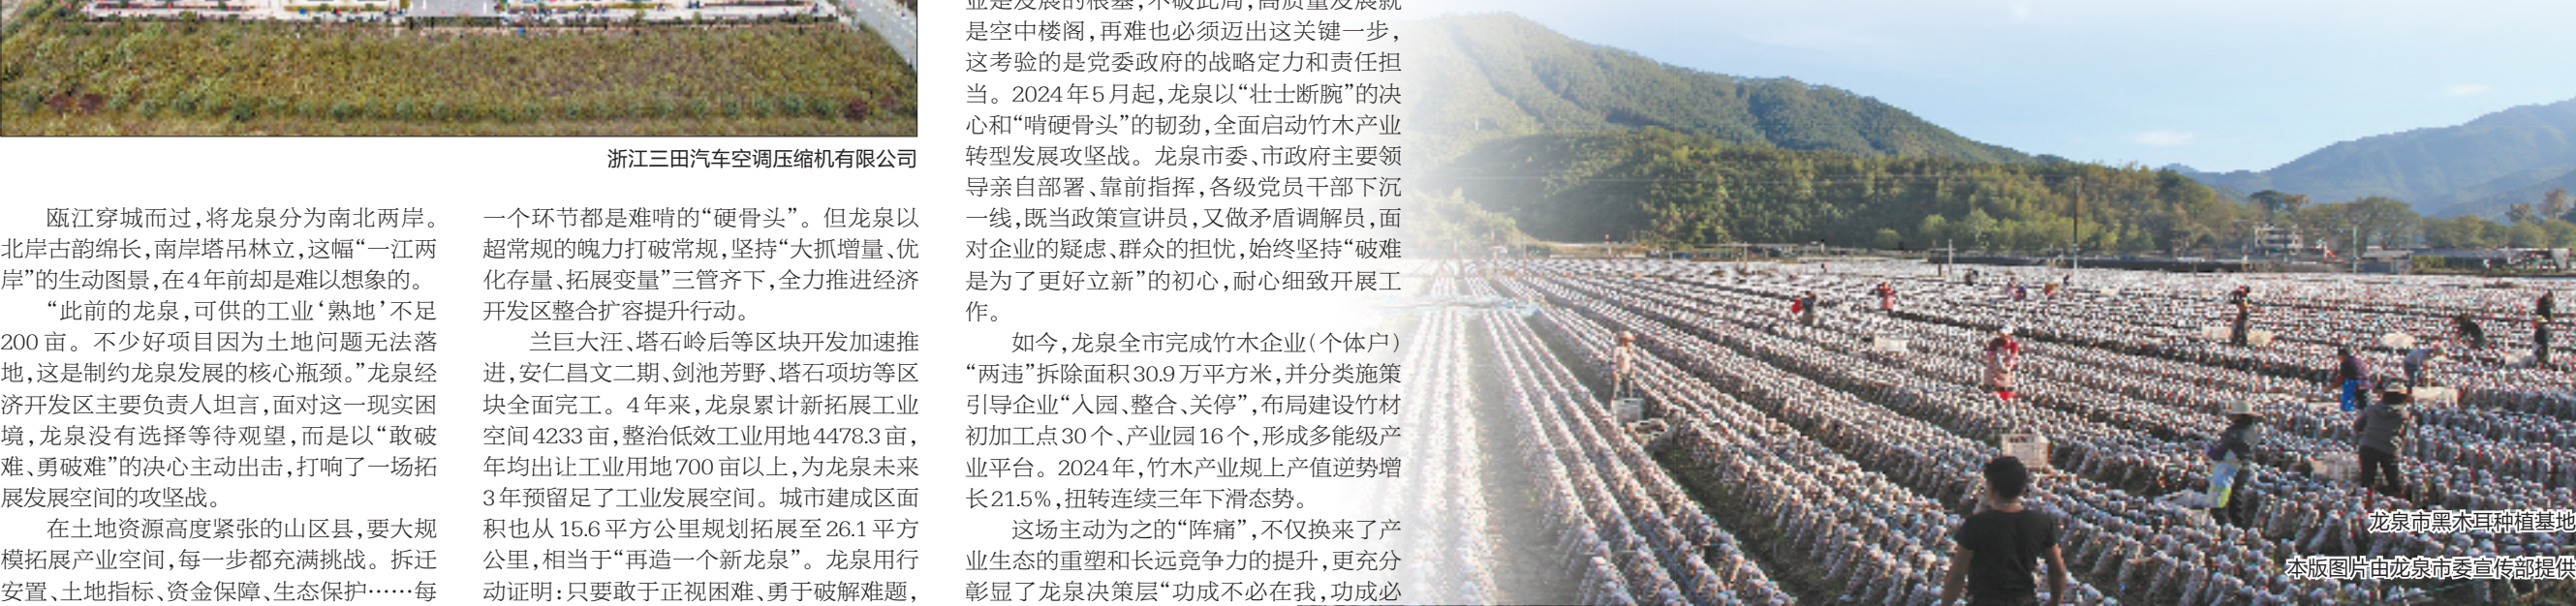 浙江三田汽车空调压缩机有限公司
瓯江穿城而过，将龙泉分为南北两岸。
北岸古韵绵长，南岸塔吊林立，这幅“一江两
岸”的生动图景，在4年前却是难以想象的。
“此前的龙泉，可供的工业‘熟地’不足
200亩。不少好项目因为土地问题无法落
地，这是制约龙泉发展的核心瓶颈。”龙泉经
济开发区主要负责人坦言，面对这一现实困
境，龙泉没有选择等待观望，而是以“敢破
难、勇破难”的决心主动出击，打响了一场拓
展发展空间的攻坚战。
在土地资源高度紧张的山区县，要大规
模拓展产业空间，每一步都充满挑战。拆迁
安置、土地指标、资金保障、生态保护……每
一个环节都是难啃的“硬骨头”。但龙泉以
超常规的魄力打破常规，坚持“大抓增量、优
化存量、拓展变量”三管齐下，全力推进经济
开发区整合扩容提升行动。
兰巨大汪、塔石岭后等区块开发加速推
进，安仁昌文二期、剑池芳野、塔石项坊等区
块全面完工。4年来，龙泉累计新拓展工业
空间4233亩，整治低效工业用地4478.3亩，
年均出让工业用地700亩以上，为龙泉未来
3年预留足了工业发展空间。城市建成区面
积也从15.6平方公里规划拓展至26.1平方
公里，相当于“再造一个新龙泉”。龙泉用行
动证明：只要敢于正视困难、勇于破解难题，
业是发展的根基，不破此局，高质量发展就
是空中楼阁，再难也必须迈出这关键一步，
这考验的是党委政府的战略定力和责任担
当。2024年5月起，龙泉以“壮士断腕”的决
心和“啃硬骨头”的韧劲，全面启动竹木产业
转型发展攻坚战。龙泉市委、市政府主要领
导亲自部署、靠前指挥，各级党员干部下沉
一线，既当政策宣讲员，又做矛盾调解员，面
对企业的疑虑、群众的担忧，始终坚持“破难
是为了更好立新”的初心，耐心细致开展工
作。
如今，龙泉全市完成竹木企业（个体户）
“两违”拆除面积30.9万平方米，并分类施策
引导企业“入园、整合、关停”，布局建设竹材
初加工点30个、产业园16个，形成多能级产
业平台。2024年，竹木产业规上产值逆势增
长21.5%，扭转连续三年下滑态势。
这场主动为之的“阵痛”，不仅换来了产
业生态的重塑和长远竞争力的提升，更充分
彰显了龙泉决策层“功成不必在我，功成必
龙泉市黑木耳种植基地
本版图片由龙泉市委宣传部提供